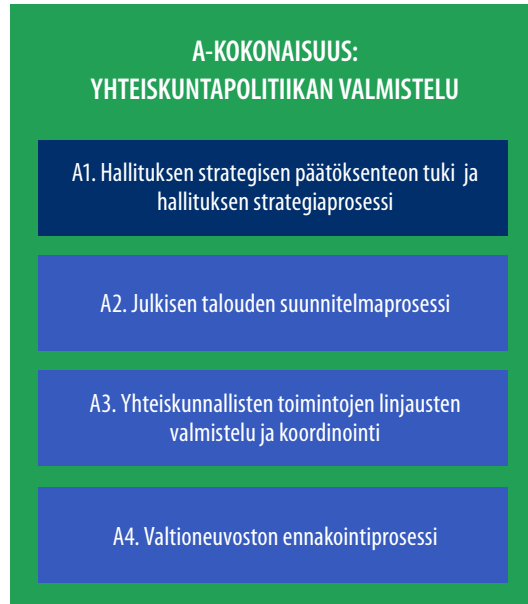 A-KOKONAISUUS:
YHTEISKUNTAPOLITIIKAN VALMISTELU
A1. Hallituksen strategisen päätöksenteon tuki ja
hallituksen strategiaprosessi
A2. Julkisen talouden suunnitelmaprosessi
A3. Yhteiskunnallisten toimintojen linjausten
valmistelu ja koordinointi
A4. Valtioneuvoston ennakointiprosessi